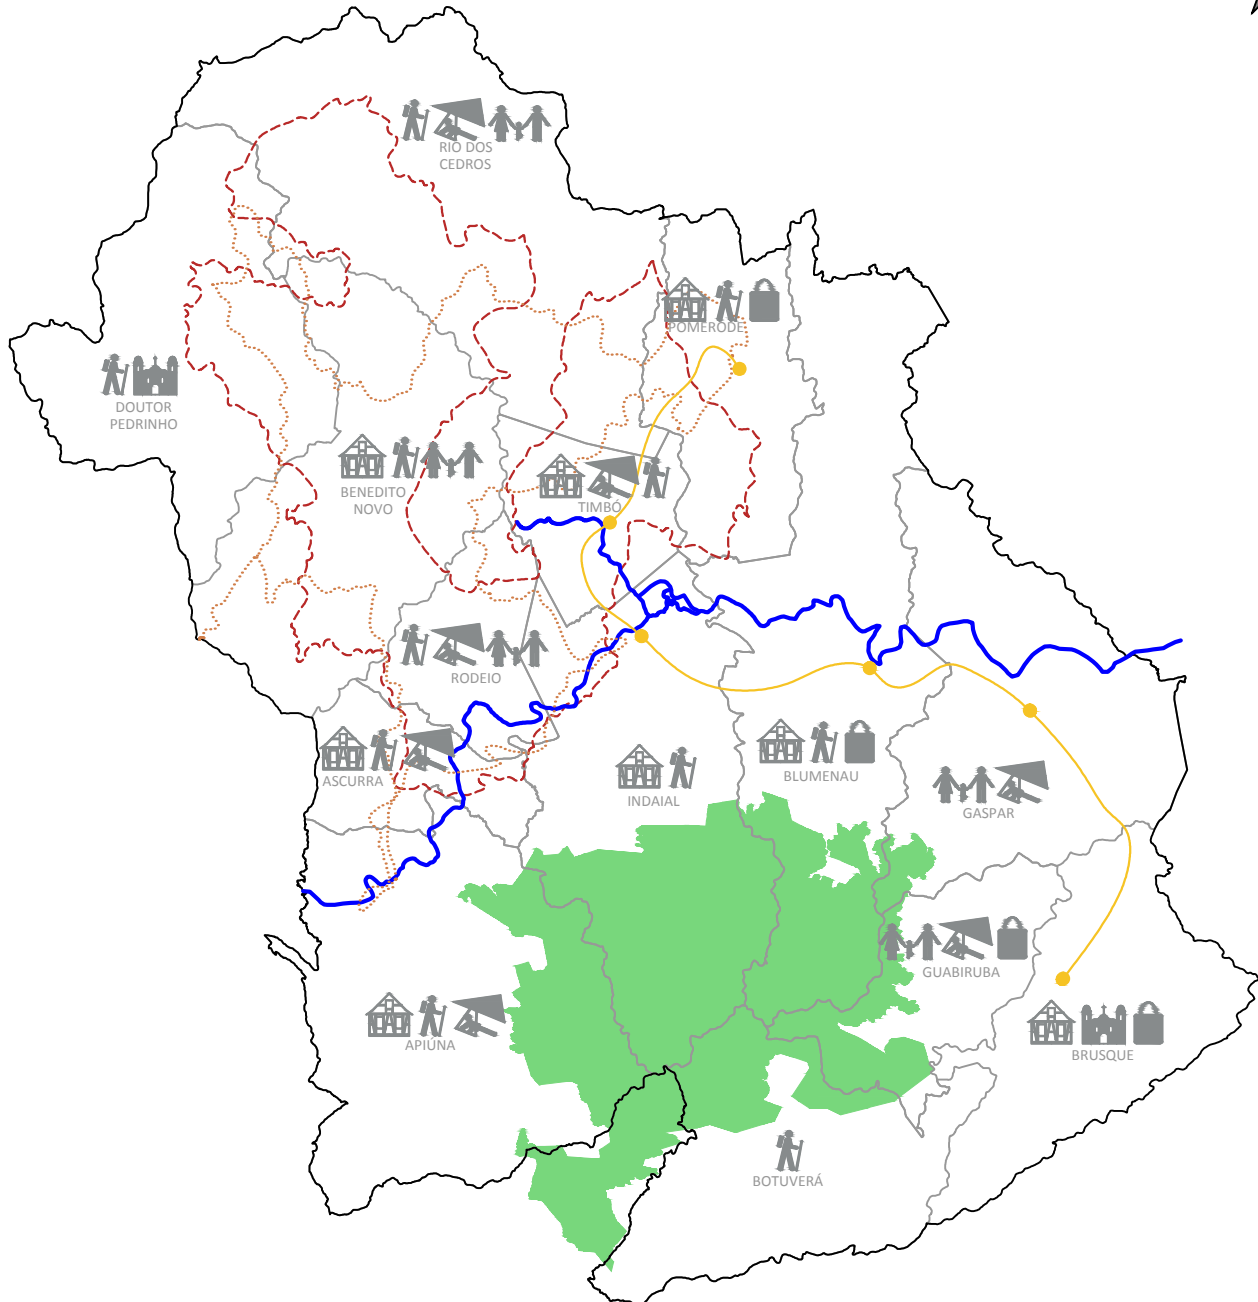 RIO DOS
CEDROS
POMERODE
DOUTOR
PEDRINHO
BENEDITO
NOVO
TIMBÓ
RODEIO
ASCURRA
INDAIAL
BLUMENAU
GASPAR
GUABIRUBA
APIÚNA
BRUSQUE
BOTUVERÁ